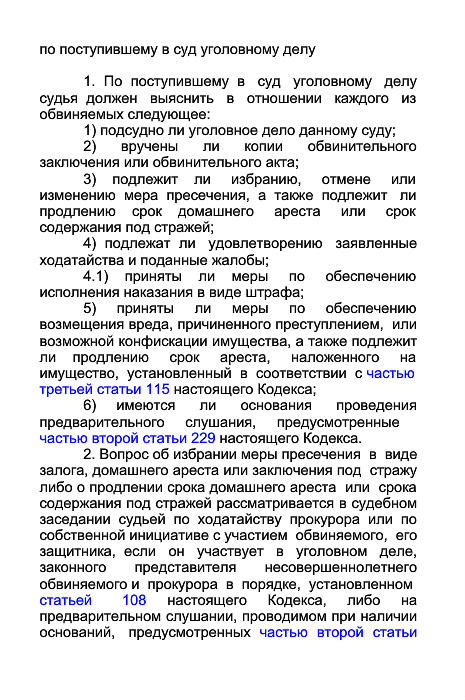 по поступившему в суд уголовному делу
1. По поступившему в суд уголовному делу
судья должен выяснить в отношении каждого из
обвиняемых следующее:
1) подсудно ли уголовное дело данному суду;
2) вручены ли копии обвинительного
заключения или обвинительного акта;
3) подлежит ли избранию, отмене или
изменению мера пресечения, а также подлежит ли
продлению срок домашнего ареста или срок
содержания под стражей;
4) подлежат ли удовлетворению заявленные
ходатайства и поданные жалобы;
4.1) приняты ли меры по обеспечению
исполнения наказания в виде штрафа;
5) приняты ли меры по обеспечению
возмещения вреда, причиненного преступлением, или
возможной конфискации имущества, а также подлежит
ли продлению срок ареста, наложенного на
имущество, установленный в соответствии с частью
третьей статьи 115 настоящего Кодекса;
6) имеются ли основания проведения
предварительного слушания, предусмотренные
частью второй статьи 229 настоящего Кодекса.
2. Вопрос об избрании меры пресечения в виде
залога, домашнего ареста или заключения под стражу
либо о продлении срока домашнего ареста или срока
содержания под стражей рассматривается в судебном
заседании судьей по ходатайству прокурора или по
собственной инициативе с участием обвиняемого, его
защитника, если он участвует в уголовном деле,
законного представителя несовершеннолетнего
обвиняемого и прокурора в порядке, установленном
статьей 108 настоящего Кодекса, либо на
предварительном слушании, проводимом при наличии
оснований, предусмотренных частью второй статьи